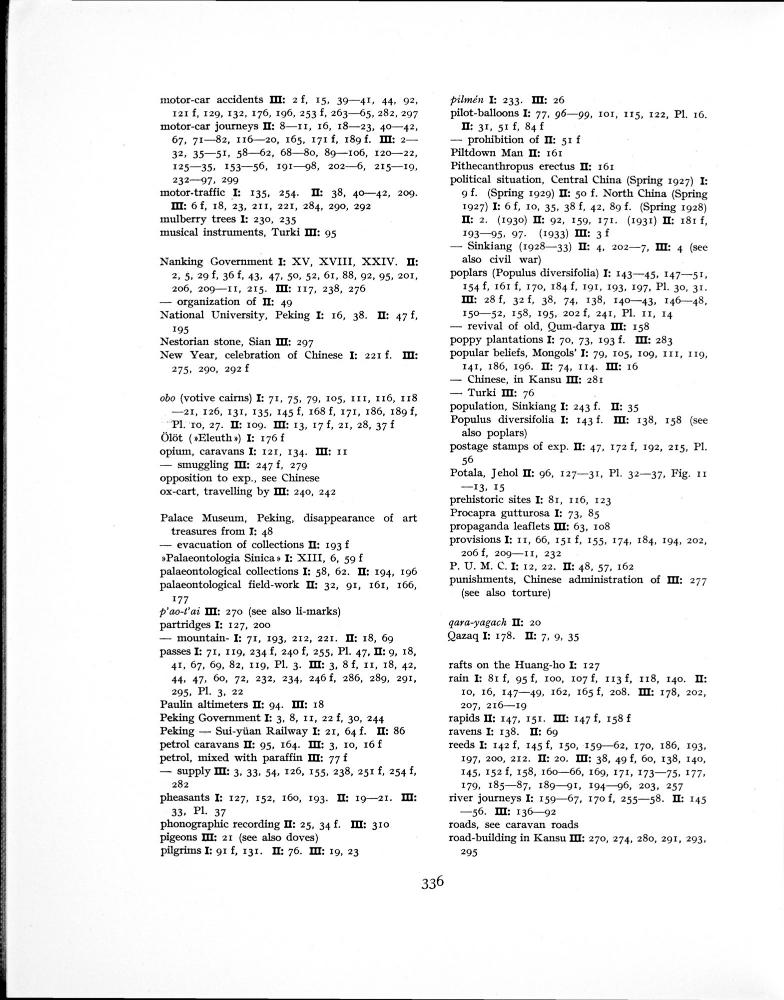 motor-car accidents III: 2 f, 15, 39—41, 44, 92,
121 f, 129, 132, 176, 196, 253 f, 263—65, 282, 297
motor-car journeys II: 8—11, 16, 18—23, 40—42,
67, 71—82, 116—20, 165, 171 f, 189 f. III: 2—
32, 35—51, 58—62, 68—80, 89—106, 120—22,
125—35, 153—56, 191—98, 202—6, 215—19,
232—97, 299
motor-traffic I: 135, 254. II: 38, 40—42, 209.
III: 6 f, 18, 23, 211, 221, 284, 290, 292
mulberry trees I: 230, 235
musical instruments, Turki III: 95
Nanking Government I: XV, XVIII, XXIV. II:
2, 5, 29 f, 36 f, 43, 47, 50, 52, 61, 88, 92, 95, 201,
206, 209—11, 215. III: 117, 238, 276
— organization of II: 49
National University, Peking I: 16, 38. II: 47 f,
195
Nestorian stone, Sian III: 297
New Year, celebration of Chinese I: 221 f. III:
275, 290, 292 f
obo (votive cairns) I: 71, 75, 79, 105, 111, 116, 118
—21, 126, 131, 135, 145 f, 168 f, 171, 186, 189 f,
Pl. 10, 27. II: 109. III: 13, 17 f, 21, 28, 37 f
Ölöt (»Eleuth») I: 176 f
opium, caravans I: 121, 134. III: 11
— smuggling III: 247 f, 279
opposition to exp., see Chinese
ox-cart, travelling by III: 240, 242
Palace Museum, Peking, disappearance of art
treasures from I: 48
— evacuation of collections II: 193 f
»Palaeontologia Sinica» I: XIII, 6, 59 f
palaeontological collections I: 58, 62. II: 194, 196
palaeontological field-work II: 32, 91, 161, 166,
177
p'ao-t'ai III: 270 (see also li-marks)
partridges I: 127, 200
— mountain- I: 71, 193, 212, 221. II: 18, 69
passes I: 71, 119, 234 f, 240 f, 255, Pl. 47, II: 9, 18,
41, 67, 69, 82, 119, Pl. 3. III: 3, 8 f, 11, 18, 42,
44, 47, 60, 72, 232, 234, 246 f, 286, 289, 291,
295, Pl. 3, 22
Paulin altimeters II: 94. III: 18
Peking Government I: 3, 8, 11, 22 f, 30, 244
Peking — Sui-yüan Railway I: 21, 64 f. II: 86
petrol caravans II: 95, 164. III: 3, 10, 16 f
petrol, mixed with paraffin III: 77 f
— supply III: 3, 33, 54, 126, 155, 238, 251 f, 254 f,
282
pheasants I: 127, 152, 160, 193. II: 19—21. III:
33, Pl. 37
phonographic recording II: 25, 34 f. III: 310
pigeons III: 21 (see also doves)
pilgrims I: 91 f, 131. II: 76. III: 19, 23
pilmén I: 233. III: 26
pilot-balloons I: 77, 96—99, 101, 115, 122, Pl. 16.
II: 31, 51 f, 84 f
— prohibition of II: 51 f
Piltdown Man II: 161
Pithecanthropus erectus II: 161
political situation, Central China (Spring 1927) I:
9 f. (Spring 1929) II: 50 f. North China (Spring
1927) I: 6 f, 10, 35, 38 f, 42, 89 f. (Spring 1928)
II: 2. (1930) II: 92, 159, 171. (1931) II: 181 f,
193—95, 97. (1933) III: 3 f
— Sinkiang (1928—33) II: 4, 202—7, III: 4 (see
also civil war)
poplars (Populus diversifolia) I: 143—45, 147—51,
154 f, 161 f, 170, 184 f, 191, 193, 197, Pl. 30, 31.
III: 28 f, 32 f, 38, 74, 138, 140—43, 146—48,
150—52, 158, 195, 202 f, 241, Pl. 11, 14
— revival of old, Qum-darya III: 158
poppy plantations I: 70, 73, 193 f. III: 283
popular beliefs, Mongols' I: 79, 105, 109, 111, 119,
141, 186, 196. II: 74, 114. III: 16
— Chinese, in Kansu III: 281
— Turki III: 76
population, Sinkiang I: 243 f. II: 35
Populus diversifolia I: 143 f. III: 138, 158 (see
also poplars)
postage stamps of exp. II: 47, 172 f, 192, 215, Pl.
56
Potala, Jehol II: 96, 127—31, Pl. 32—37, Fig. 11
—13, 15
prehistoric sites I: 81, 116, 123
Procapra gutturosa I: 73, 85
propaganda leaflets III: 63, 108
provisions I: 11, 66, 151 f, 155, 174, 184, 194, 202,
206 f, 209—11, 232
P. U. M. C. I: 12, 22. II: 48, 57, 162
punishments, Chinese administration of III: 277
(see also torture)
qara-yagach II: 20
Qazaq I: 178. II: 7, 9, 35
rafts on the Huang-ho I: 127
rain I: 81 f, 95 f, 100, 107 f, 113 f, 118, 140. II:
10, 16, 147—49, 162, 165 f, 208. III: 178, 202,
207, 216—19
rapids II: 147, 151. III: 147 f, 158 f
ravens I: 138. II: 69
reeds I: 142 f, 145 f, 150, 159—62, 170, 186, 193,
197, 200, 212. II: 20. III: 38, 49 f, 60, 138, 140,
145, 152 f, 158, 160—66, 169, 171, 173—75, 177,
179, 185—87, 189—91, 194—96, 203, 257
river journeys I: 159—67, 170 f, 255—58. II: 145
—56. III: 136—92
roads, see caravan roads
road-building in Kansu III: 270, 274, 280, 291, 293,
295
336